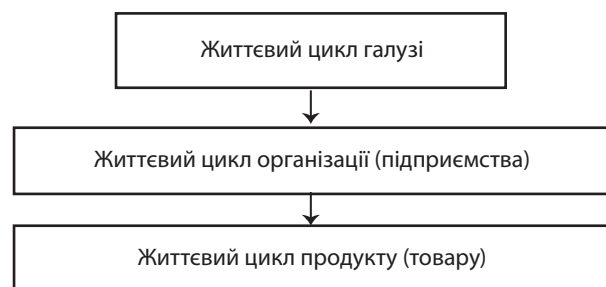 Життєвий цикл галузі
Життєвий цикл організації (підприємства)
Життєвий цикл продукту (товару)